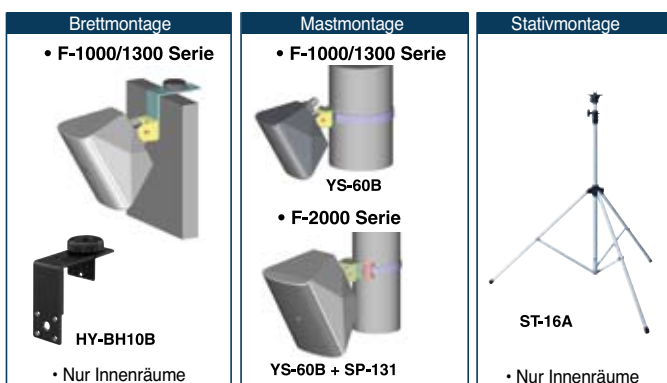 Brettmontage
• F-1000/1300 Serie
HY-BH10B
• Nur Innenräume
Mastmontage
• F-1000/1300 Serie
YS-60B
• F-2000 Serie
YS-60B + SP-131
Stativmontage
ST-16A
• Nur Innenräume